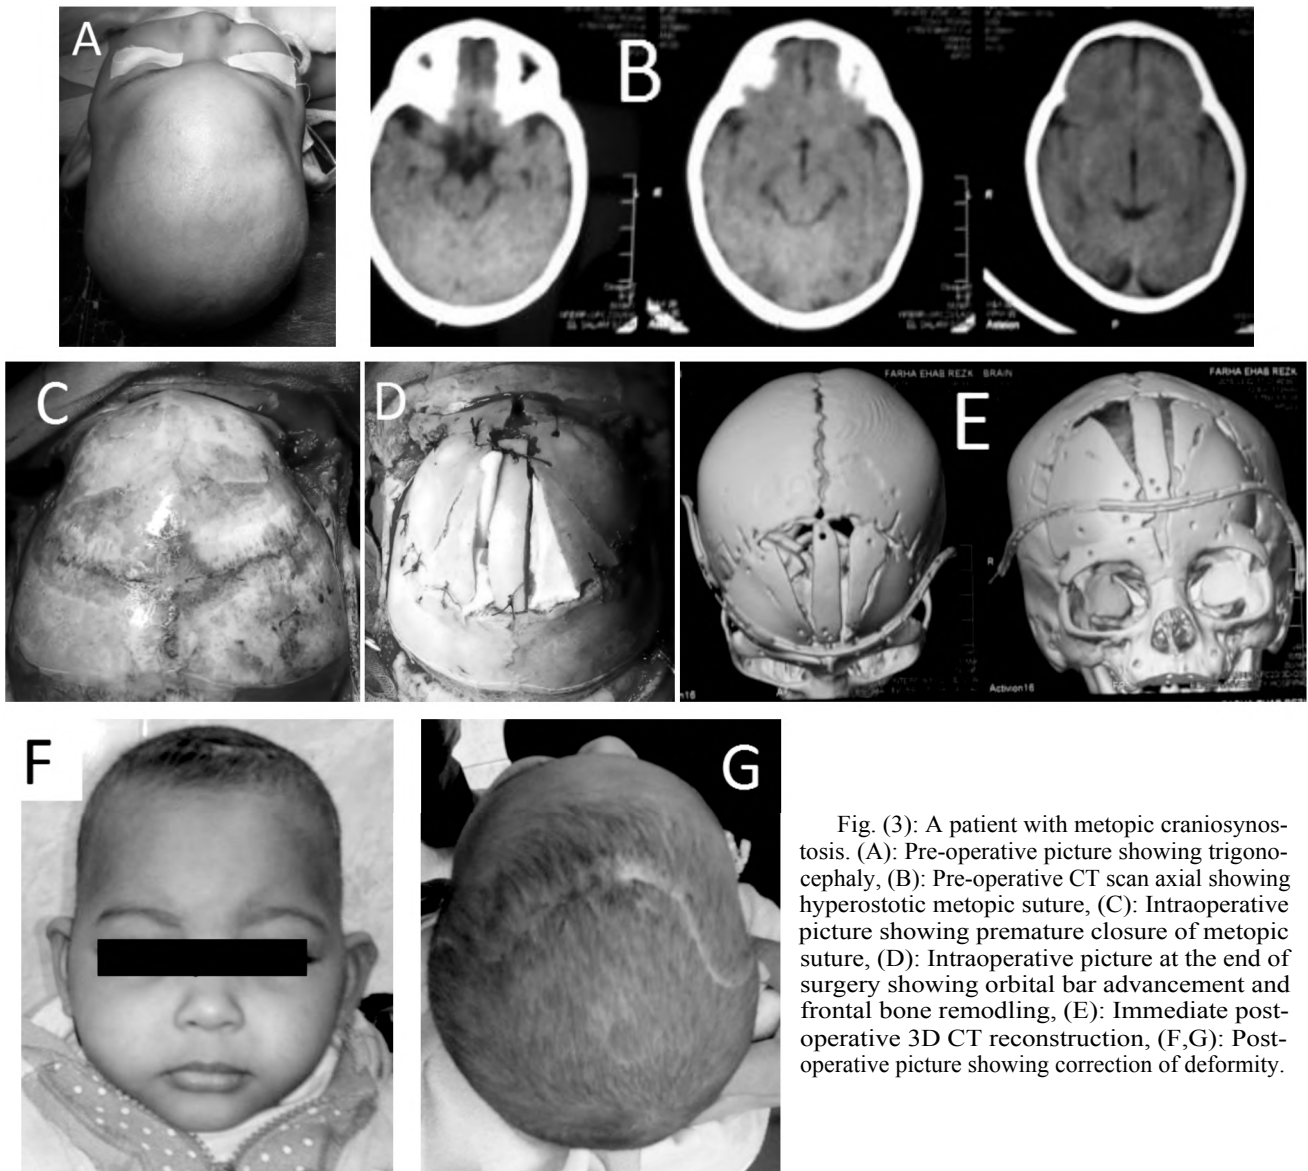 A
B
C
D
FARHA EHAB REZK BRAIN
FARHA EHAB REZK
E
R
Activion16
F
G
Fig. (3): A patient with metopic craniosynos-
tosis. (A): Pre-operative picture showing trigono-
cephaly, (B): Pre-operative CT scan axial showing
hyperostotic metopic suture, (C): Intraoperative
picture showing premature closure of metopic
suture, (D): Intraoperative picture at the end of
surgery showing orbital bar advancement and
frontal bone remodling, (E): Immediate post-
operative 3D CT reconstruction, (F,G): Post-
operative picture showing correction of deformity.